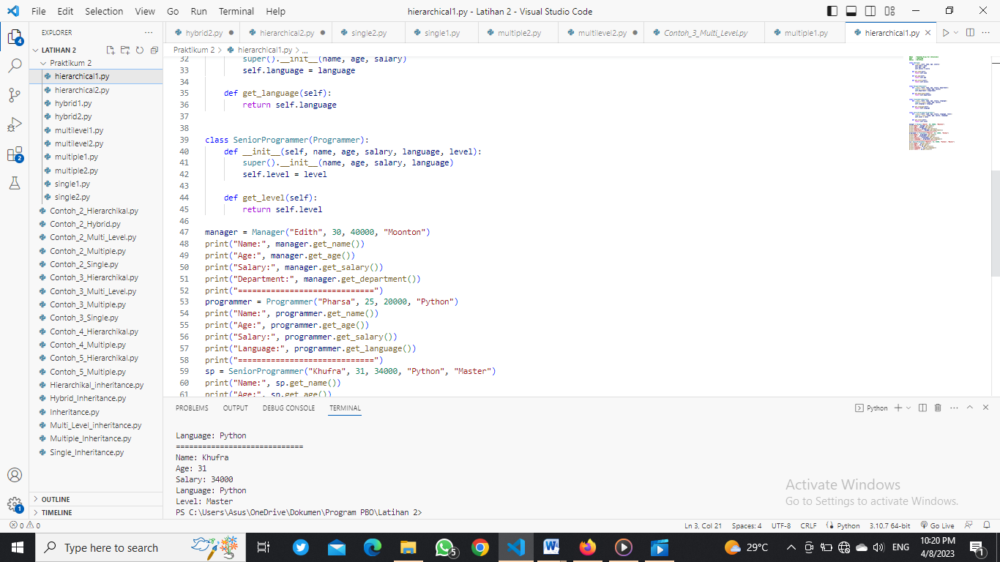 File Edit Selection View Go Run Terminal Help hierarchical1.py - Latihan 2 - Visual Studio Code
EXPLORER
hybrid2.py hierarchical2.py single2.py single1.py multiple2.py multilevel2.py Contoh_3_Multi_Level.py multiple1.py hierarchical1.py
LATIHAN 2
Praktikum 2 > hierarchical1.py > ...
Praktikum 2
hierarchical1.py
hierarchical2.py
hybrid1.py
hybrid2.py
multilevel1.py
multilevel2.py
multiple1.py
multiple2.py
single1.py
single2.py
Contoh_2_Hierarchikal.py
Contoh_2_Hybrid.py
Contoh_2_Multi_Level.py
Contoh_2_Multiple.py
Contoh_2_Single.py
Contoh_3_Hierarchikal.py
Contoh_3_Multi_Level.py
Contoh_3_Multiple.py
Contoh_3_Single.py
Contoh_4_Hierarchikal.py
Contoh_4_Multiple.py
Contoh_5_Hierarchikal.py
Contoh_5_Multiple.py
Hierarchikal_inheritance.py
Hybrid_Inheritance.py
Inheritance.py
Multi_Level_inheritance.py
Multiple_Inheritance.py
Single_Inheritance.py
OUTLINE
TIMELINE
4
2
1
32 super().__init__(name, age, salary)
33 self.language = language
34
35 def get_language(self):
36 return self.language
37
38
39 class SeniorProgrammer(Programmer):
40 def __init__(self, name, age, salary, language, level):
41 super().__init__(name, age, salary, language)
42 self.level = level
43
44 def get_level(self):
45 return self.level
46
47 manager = Manager("Edith", 30, 40000, "Moonton")
48 print("Name:", manager.get_name())
49 print("Age:", manager.get_age())
50 print("Salary:", manager.get_salary())
51 print("Department:", manager.get_department())
52 print("=============================")
53 programmer = Programmer("Pharsa", 25, 20000, "Python")
54 print("Name:", programmer.get_name())
55 print("Age:", programmer.get_age())
56 print("Salary:", programmer.get_salary())
57 print("Language:", programmer.get_language())
58 print("=============================")
59 sp = SeniorProgrammer("Khufra", 31, 34000, "Python", "Master")
60 print("Name:", sp.get_name())
61 print("Age:", sp.get_age())
PROBLEMS OUTPUT DEBUG CONSOLE TERMINAL Python
Language: Python
=============================
Name: Khufra
Age: 31
Salary: 34000
Language: Python
Level: Master
PS C:\Users\Asus\OneDrive\Dokumen\Program PBO\Latihan 2>
Activate Windows
Go to Settings to activate Windows.
0 0 Ln 3, Col 21 Spaces: 4 UTF-8 CRLF Python 3.10.7 64-bit Go Live
Type here to search 5 29°C ENG 10:20 PM
4/8/2023 1